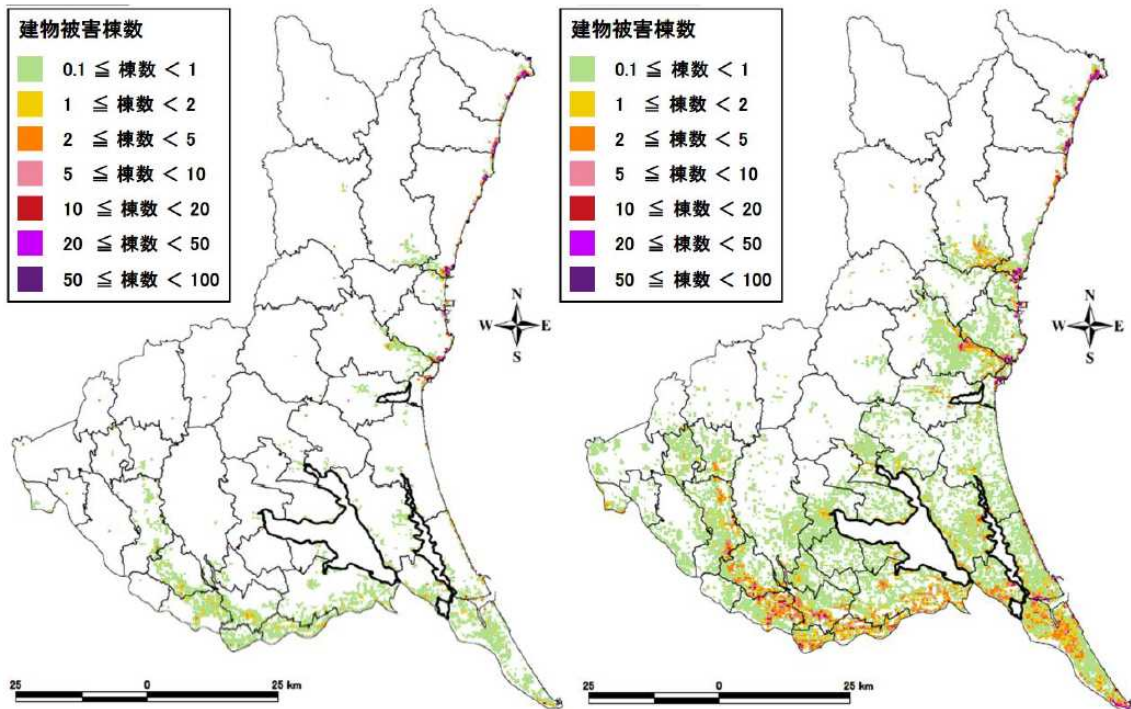 建物被害棟数
0.1 ≦ 棟数 < 1
1 ≦ 棟数 < 2
2 ≦ 棟数 < 5
5 ≦ 棟数 < 10
10 ≦ 棟数 < 20
20 ≦ 棟数 < 50
50 ≦ 棟数 < 100
N
W E
S
25 0 25 km
建物被害棟数
0.1 ≦ 棟数 < 1
1 ≦ 棟数 < 2
2 ≦ 棟数 < 5
5 ≦ 棟数 < 10
10 ≦ 棟数 < 20
20 ≦ 棟数 < 50
50 ≦ 棟数 < 100
N
W E
S
25 0 25 km